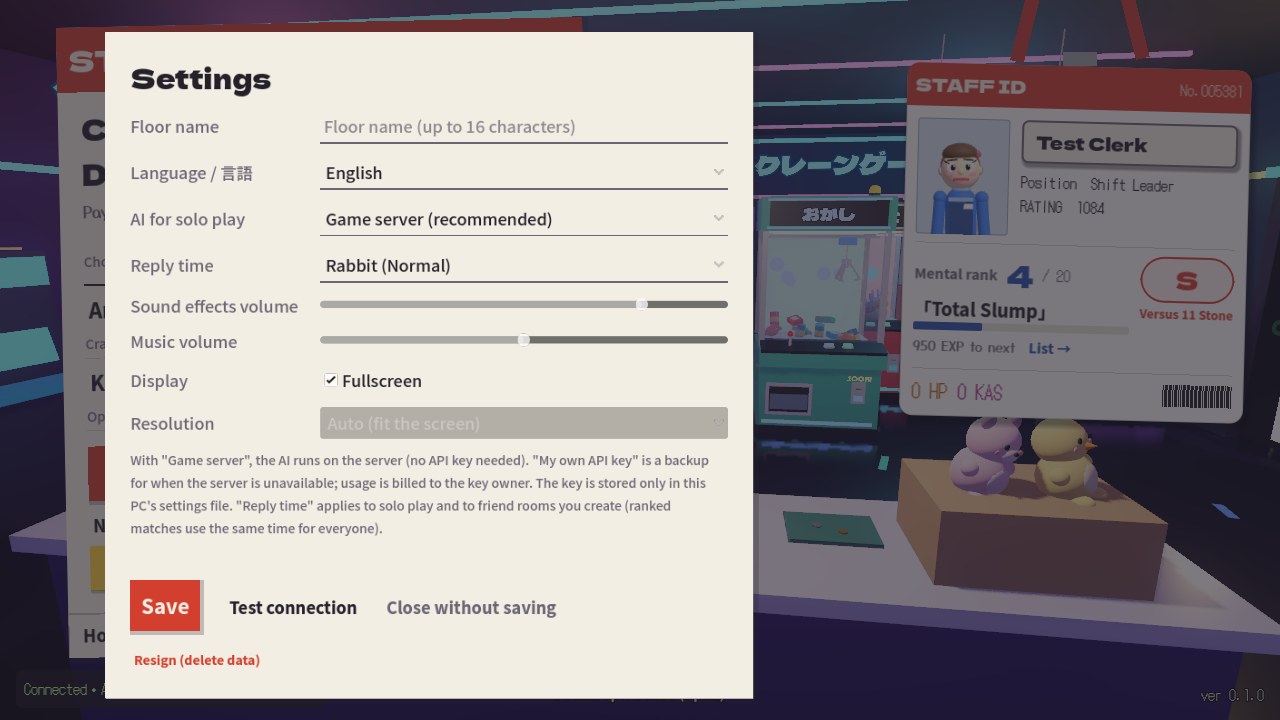 Settings
Floor name
Floor name (up to 16 characters)
Language / 言語
English
AI for solo play
Game server (recommended)
Reply time
Rabbit (Normal)
Sound effects volume
Music volume
Display
Fullscreen
Resolution
Auto (fit the screen)
With "Game server", the AI runs on the server (no API key needed). "My own API key" is a backup
for when the server is unavailable; usage is billed to the key owner. The key is stored only in this
PC's settings file. "Reply time" applies to solo play and to friend rooms you create (ranked
matches use the same time for everyone).
Save
Test connection
Close without saving
Resign (delete data)
Connected •
クレーンゲー
おかし
STAFF ID
No. 005381
Test Clerk
Position Shift Leader
RATING 1084
Mental rank 4 / 20
「Total Slump」
950 EXP to next List →
S
Versus 11 Stone
0 HP 0 KAS
ver 0.1.0